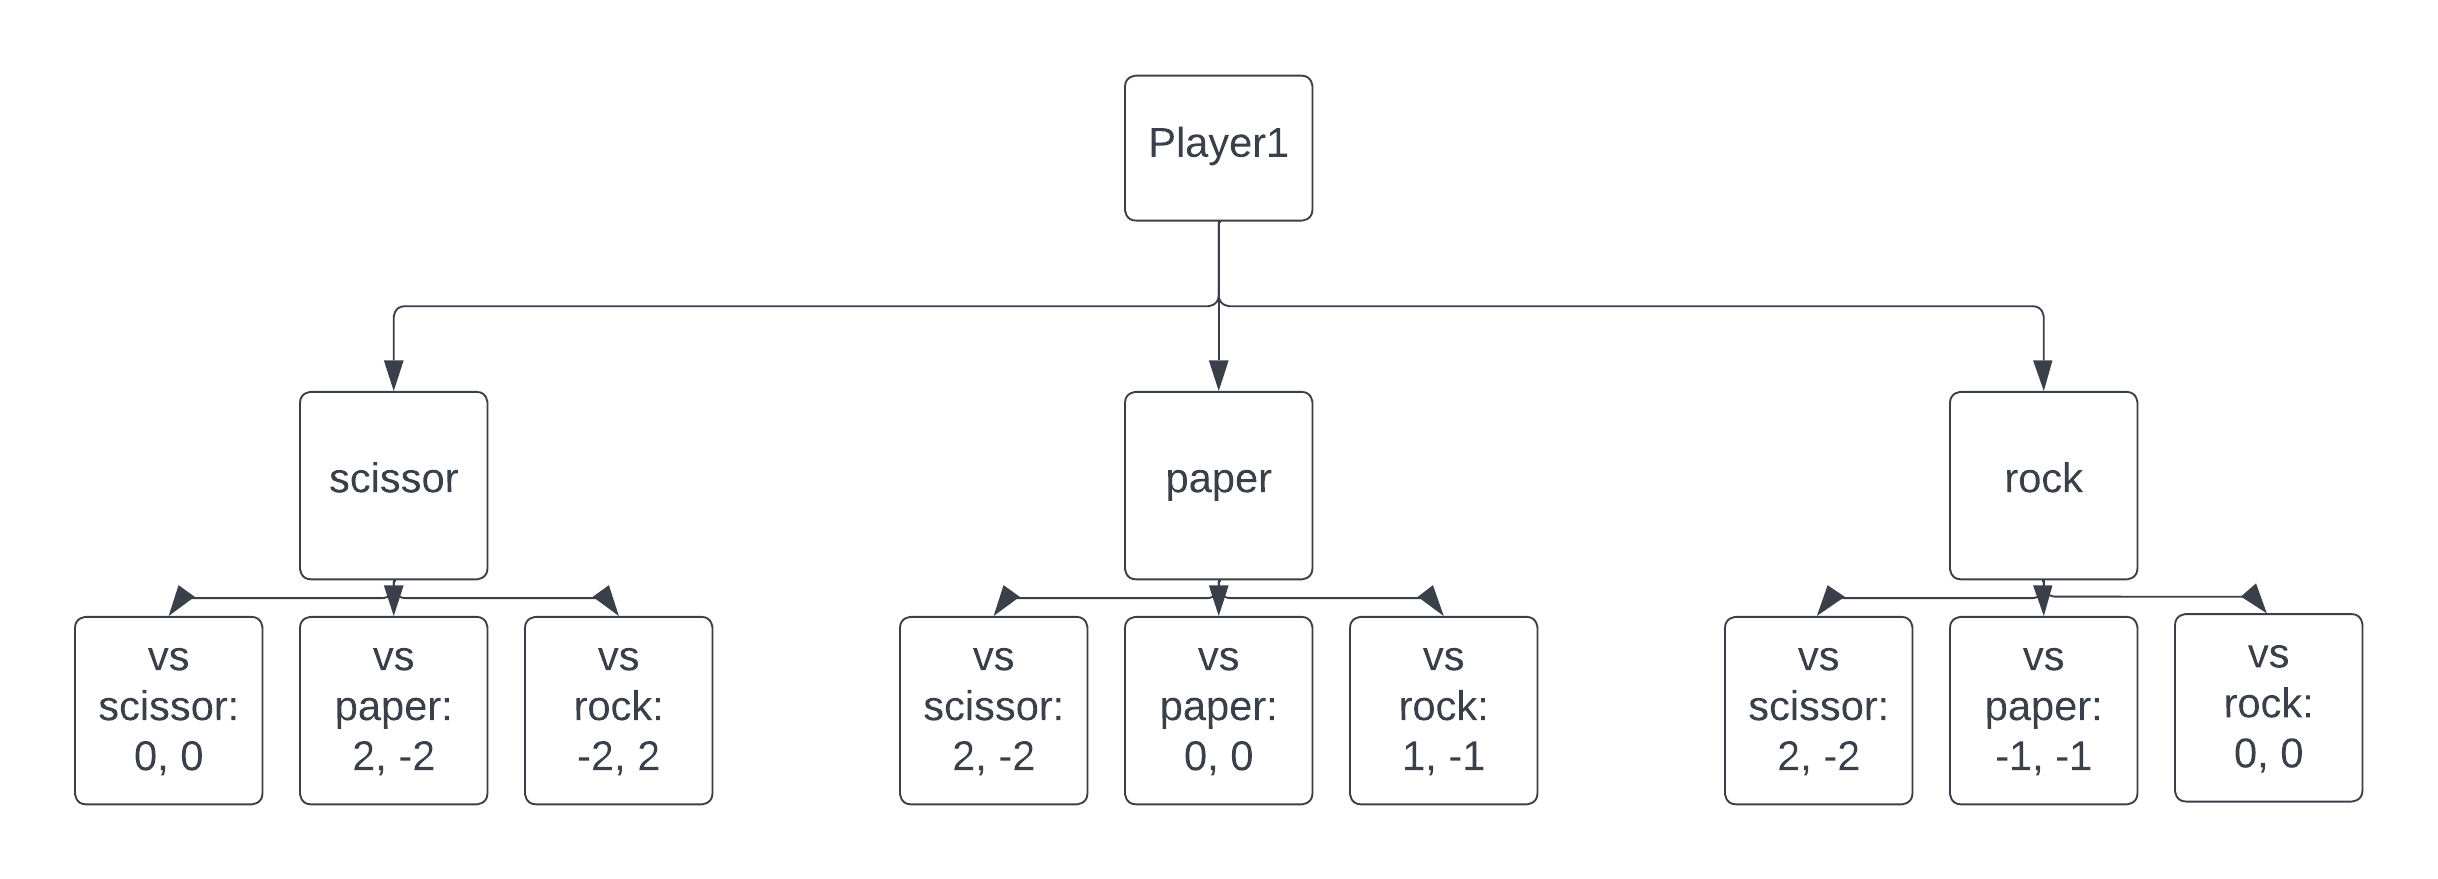 Player1
scissor
paper
rock
vs
scissor:
0, 0
vs
paper:
2, -2
vs
rock:
-2, 2
vs
scissor:
2, -2
vs
paper:
0, 0
vs
rock:
1, -1
vs
scissor:
2, -2
vs
paper:
-1, -1
vs
rock:
0, 0